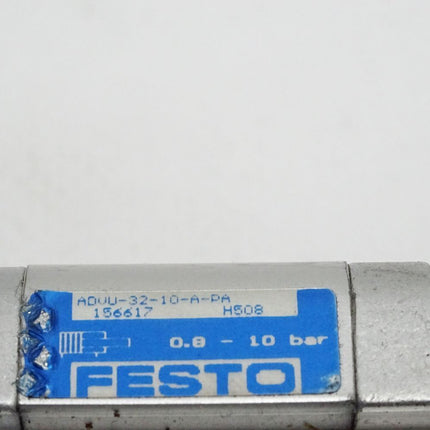 ADVU-32-10-A-PA
156617 H508
0.8 - 10 bar
FESTO